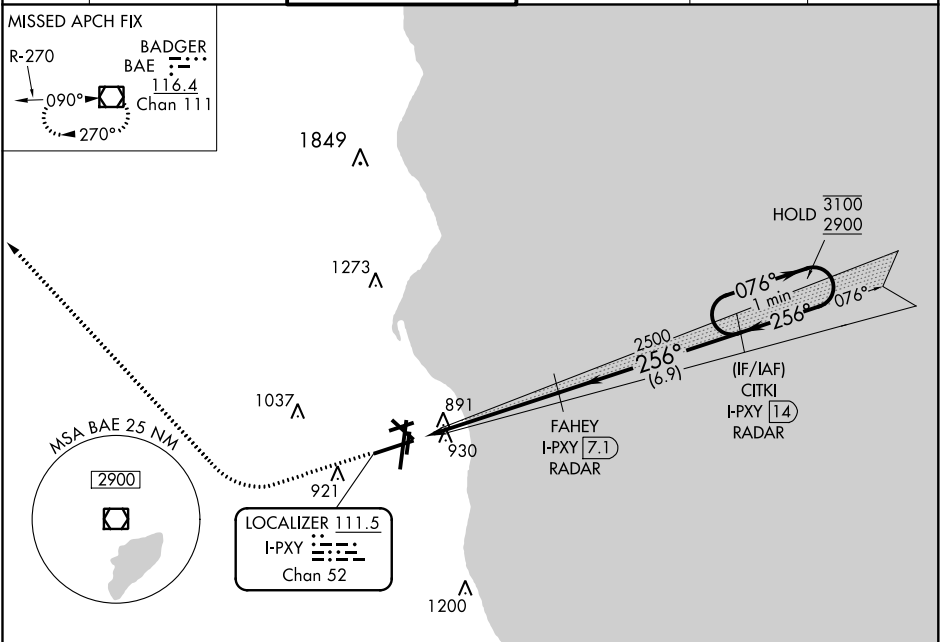 MISSED APCH FIX
R-270
BADGER
BAE
116.4
090°
Chan 111
270°
1849
HOLD 3100
2900
1273
076°
1 min
076°
256°
2500
256°
(6.9)
(IF/IAF)
CITKI
I-PXY 14
RADAR
1037
891
930
FAHEY
I-PXY 7.1
RADAR
MSA BAE 25 NM
2900
921
LOCALIZER 111.5
I-PXY
Chan 52
1200